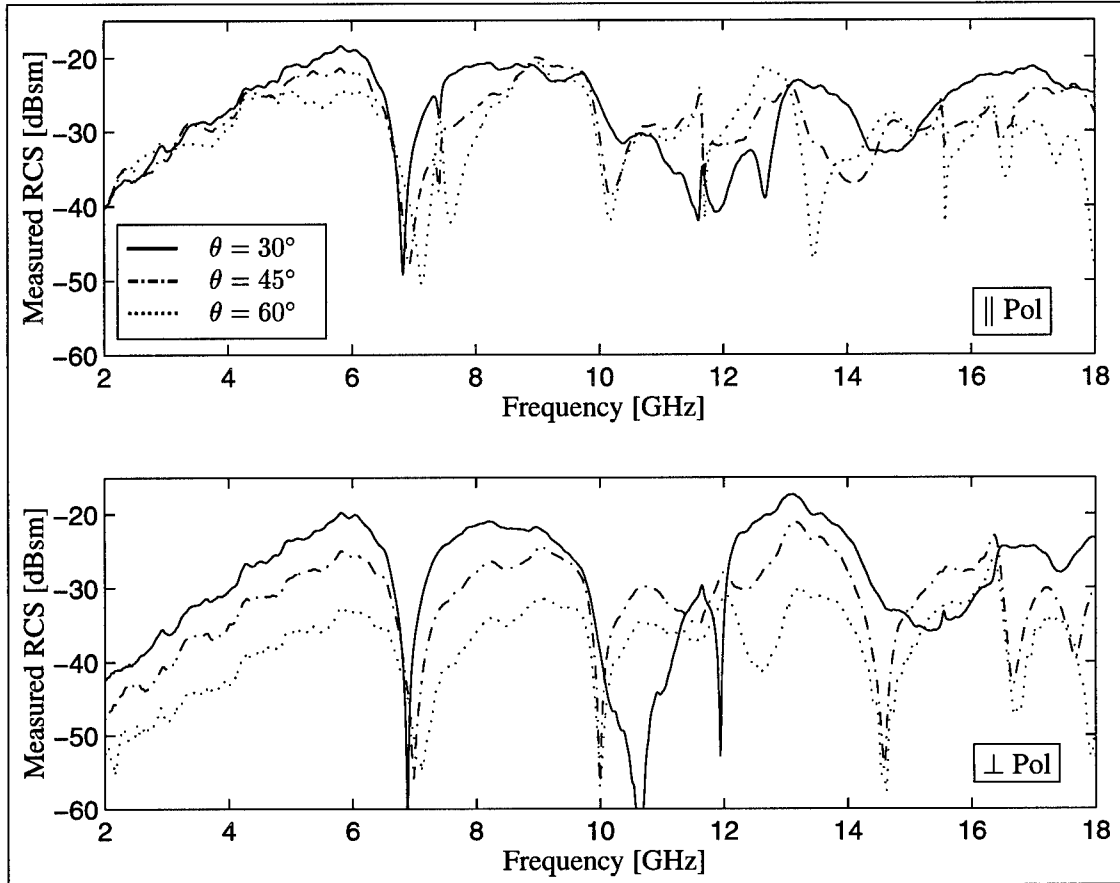 Measured RCS [dBsm]
−20
−30
−40
−50
−60
θ = 30°
θ = 45°
θ = 60°
∥ Pol
2 4 6 8 10 12 14 16 18
Frequency [GHz]
Measured RCS [dBsm]
−20
−30
−40
−50
−60
⊥ Pol
2 4 6 8 10 12 14 16 18
Frequency [GHz]